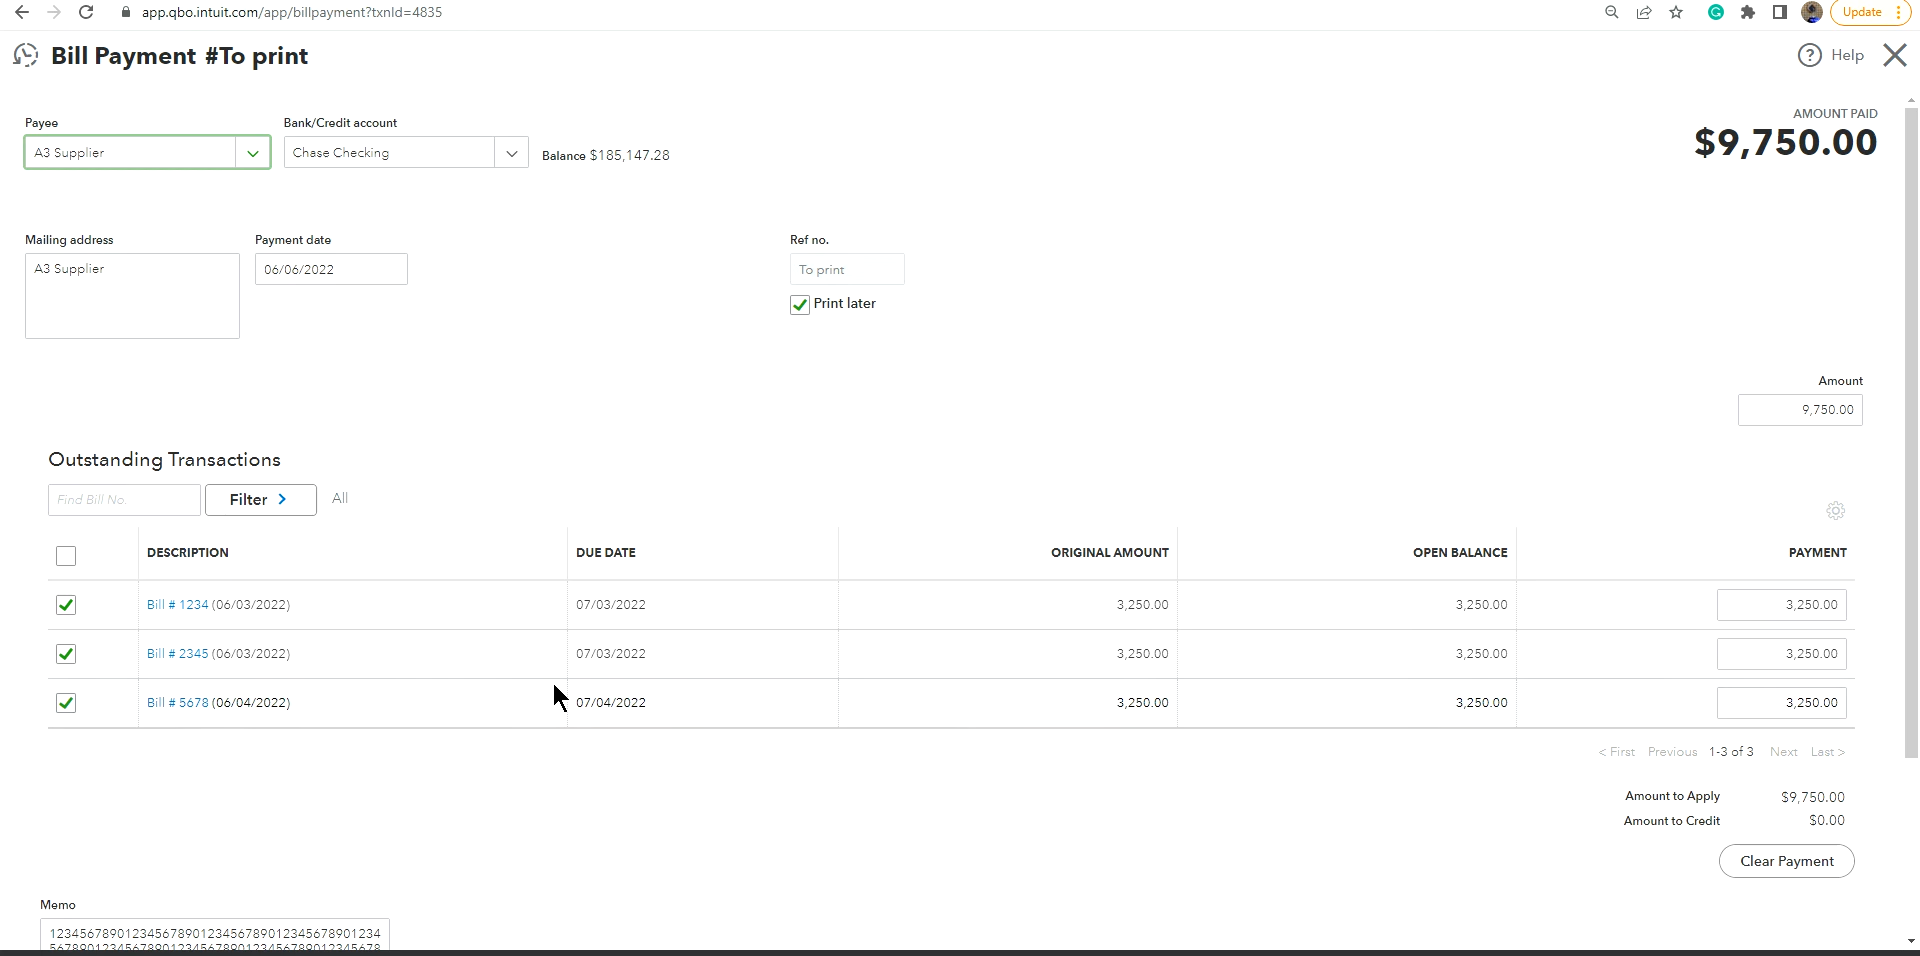 app.qbo.intuit.com/app/billpayment?txnId=4835
Update
Bill Payment #To print
Help
Payee
Bank/Credit account
AMOUNT PAID
A3 Supplier
Chase Checking
Balance $185,147.28
$9,750.00
Mailing address
Payment date
Ref no.
A3 Supplier
06/06/2022
To print
Print later
Amount
9,750.00
Outstanding Transactions
Find Bill No.
Filter >
All
DESCRIPTION DUE DATE ORIGINAL AMOUNT OPEN BALANCE PAYMENT
Bill # 1234 (06/03/2022) 07/03/2022 3,250.00 3,250.00 3,250.00
Bill # 2345 (06/03/2022) 07/03/2022 3,250.00 3,250.00 3,250.00
Bill # 5678 (06/04/2022) 07/04/2022 3,250.00 3,250.00 3,250.00
< First Previous 1-3 of 3 Next Last >
Amount to Apply $9,750.00
Amount to Credit $0.00
Clear Payment
Memo
12345678901234567890123456789012345678901234
56789012345678901234567890123456789012345678